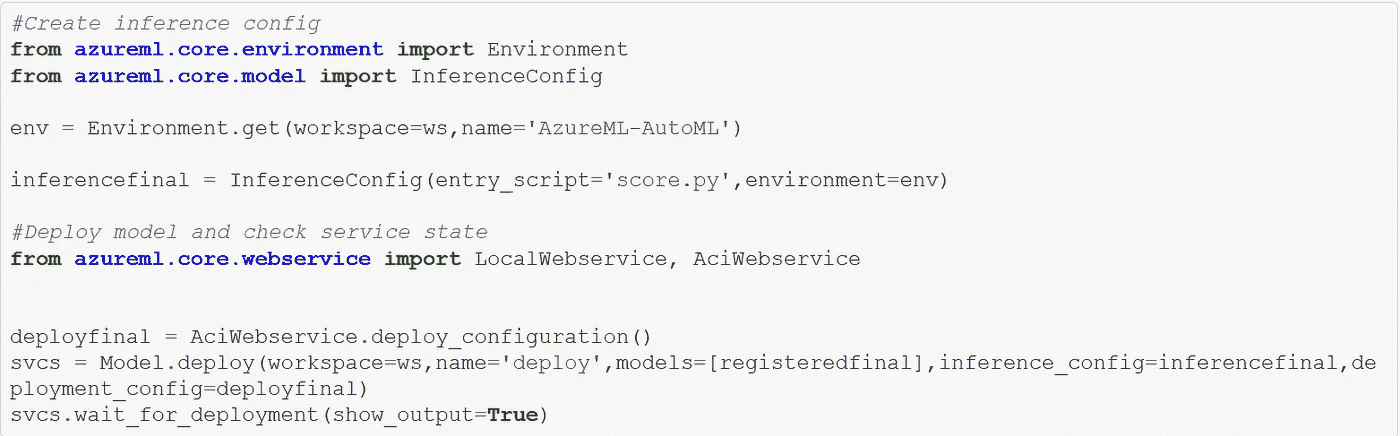 #Create inference config
from azureml.core.environment import Environment
from azureml.core.model import InferenceConfig
env = Environment.get(workspace=ws,name='AzureML-AutoML')
inferencefinal = InferenceConfig(entry_script='score.py',environment=env)
#Deploy model and check service state
from azureml.core.webservice import LocalWebservice, AciWebservice
deployfinal = AciWebservice.deploy_configuration()
svcs = Model.deploy(workspace=ws,name='deploy',models=[registeredfinal],inference_config=inferencefinal,de
ployment_config=deployfinal)
svcs.wait_for_deployment(show_output=True)